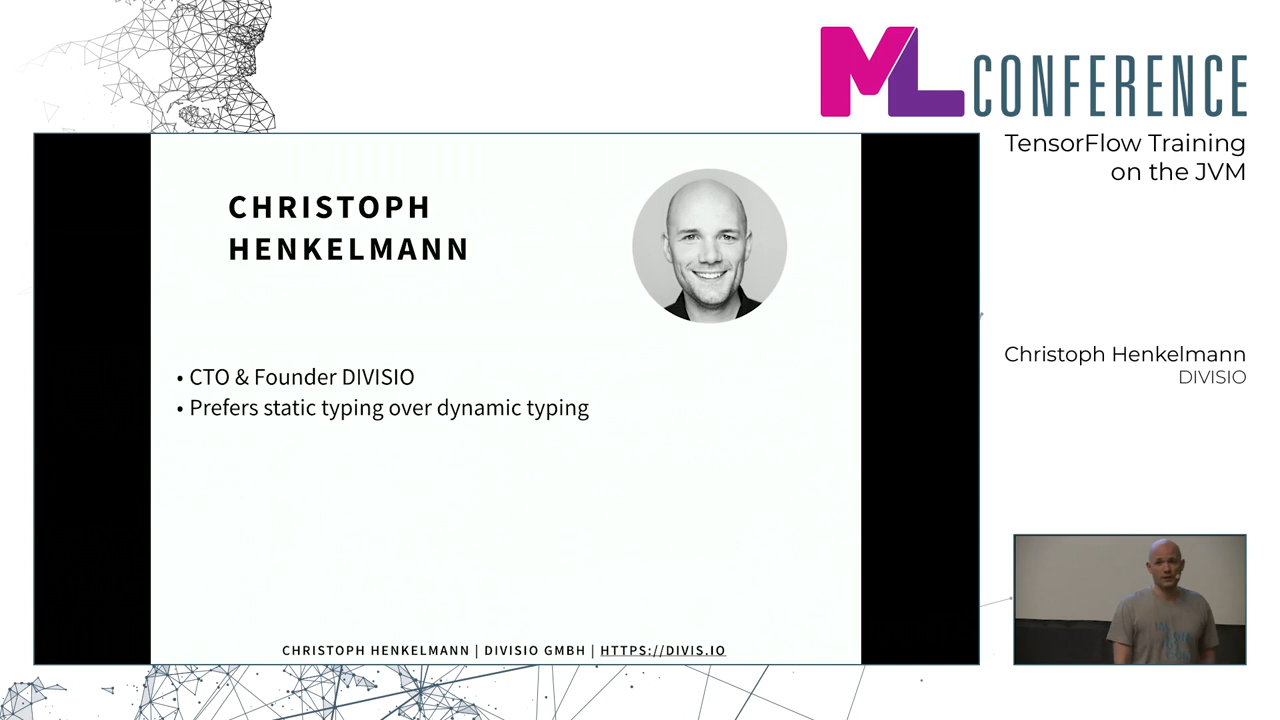 ML CONFERENCE
TensorFlow Training
on the JVM
CHRISTOPH
HENKELMANN
• CTO & Founder DIVISIO
• Prefers static typing over dynamic typing
CHRISTOPH HENKELMANN | DIVISIO GMBH | HTTPS://DIVIS.IO
Christoph Henkelmann
DIVISIO